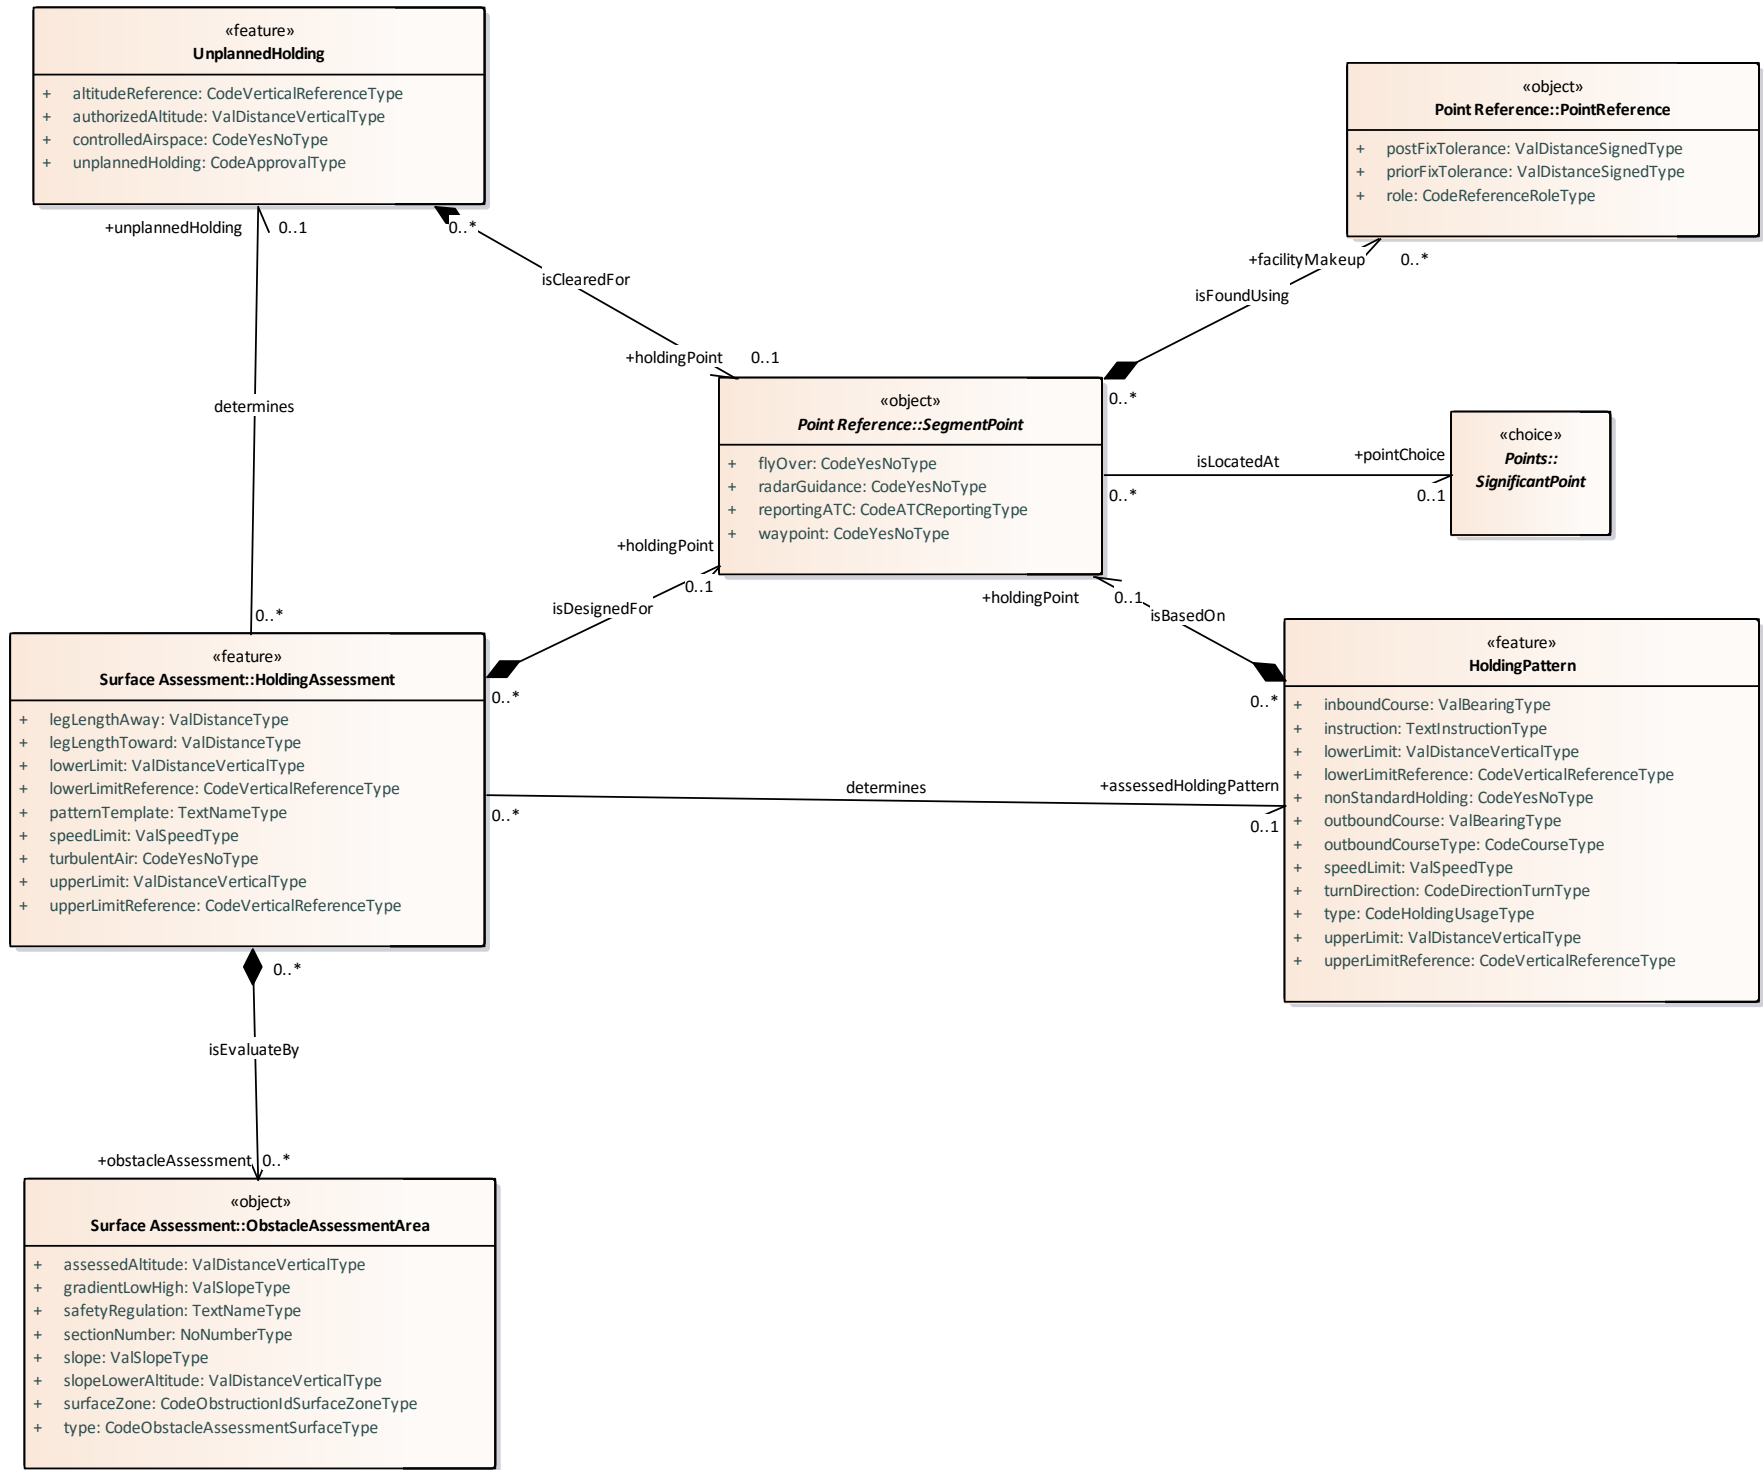 «feature»
UnplannedHolding
+ altitudeReference: CodeVerticalReferenceType
+ authorizedAltitude: ValDistanceVerticalType
+ controlledAirspace: CodeYesNoType
+ unplannedHolding: CodeApprovalType
«object»
Point Reference::PointReference
+ postFixTolerance: ValDistanceSignedType
+ priorFixTolerance: ValDistanceSignedType
+ role: CodeReferenceRoleType
+unplannedHolding 0..1
0..*
isClearedFor
+holdingPoint 0..1
+facilityMakeup 0..*
isFoundUsing
0..*
determines
0..*
«object»
Point Reference::SegmentPoint
+ flyOver: CodeYesNoType
+ radarGuidance: CodeYesNoType
+ reportingATC: CodeATCReportingType
+ waypoint: CodeYesNoType
isLocatedAt
+pointChoice
0..*
0..1
«choice»
Points::
SignificantPoint
+holdingPoint
0..1
isDesignedFor
0..*
+holdingPoint 0..1
isBasedOn
0..*
«feature»
Surface Assessment::HoldingAssessment
+ legLengthAway: ValDistanceType
+ legLengthToward: ValDistanceType
+ lowerLimit: ValDistanceVerticalType
+ lowerLimitReference: CodeVerticalReferenceType
+ patternTemplate: TextNameType
+ speedLimit: ValSpeedType
+ turbulentAir: CodeYesNoType
+ upperLimit: ValDistanceVerticalType
+ upperLimitReference: CodeVerticalReferenceType
determines
+assessedHoldingPattern
0..*
0..1
«feature»
HoldingPattern
+ inboundCourse: ValBearingType
+ instruction: TextInstructionType
+ lowerLimit: ValDistanceVerticalType
+ lowerLimitReference: CodeVerticalReferenceType
+ nonStandardHolding: CodeYesNoType
+ outboundCourse: ValBearingType
+ outboundCourseType: CodeCourseType
+ speedLimit: ValSpeedType
+ turnDirection: CodeDirectionTurnType
+ type: CodeHoldingUsageType
+ upperLimit: ValDistanceVerticalType
+ upperLimitReference: CodeVerticalReferenceType
0..*
isEvaluateBy
+obstacleAssessment 0..*
«object»
Surface Assessment::ObstacleAssessmentArea
+ assessedAltitude: ValDistanceVerticalType
+ gradientLowHigh: ValSlopeType
+ safetyRegulation: TextNameType
+ sectionNumber: NoNumberType
+ slope: ValSlopeType
+ slopeLowerAltitude: ValDistanceVerticalType
+ surfaceZone: CodeObstructionIdSurfaceZoneType
+ type: CodeObstacleAssessmentSurfaceType